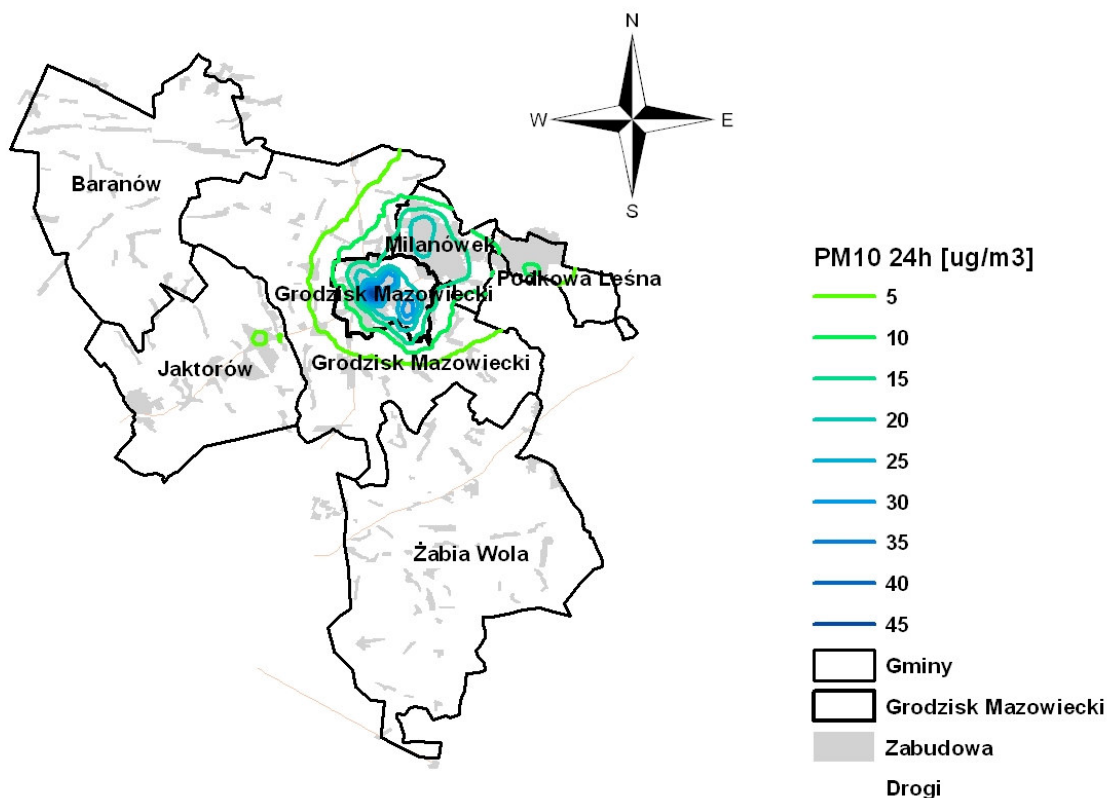 N
W
E
S
Baranów
Milanówek
Podkowa Leśna
Grodzisk Mazowiecki
Grodzisk Mazowiecki
Jaktorów
Żabia Wola
PM10 24h [ug/m3]
5
10
15
20
25
30
35
40
45
Gminy
Grodzisk Mazowiecki
Zabudowa
Drogi